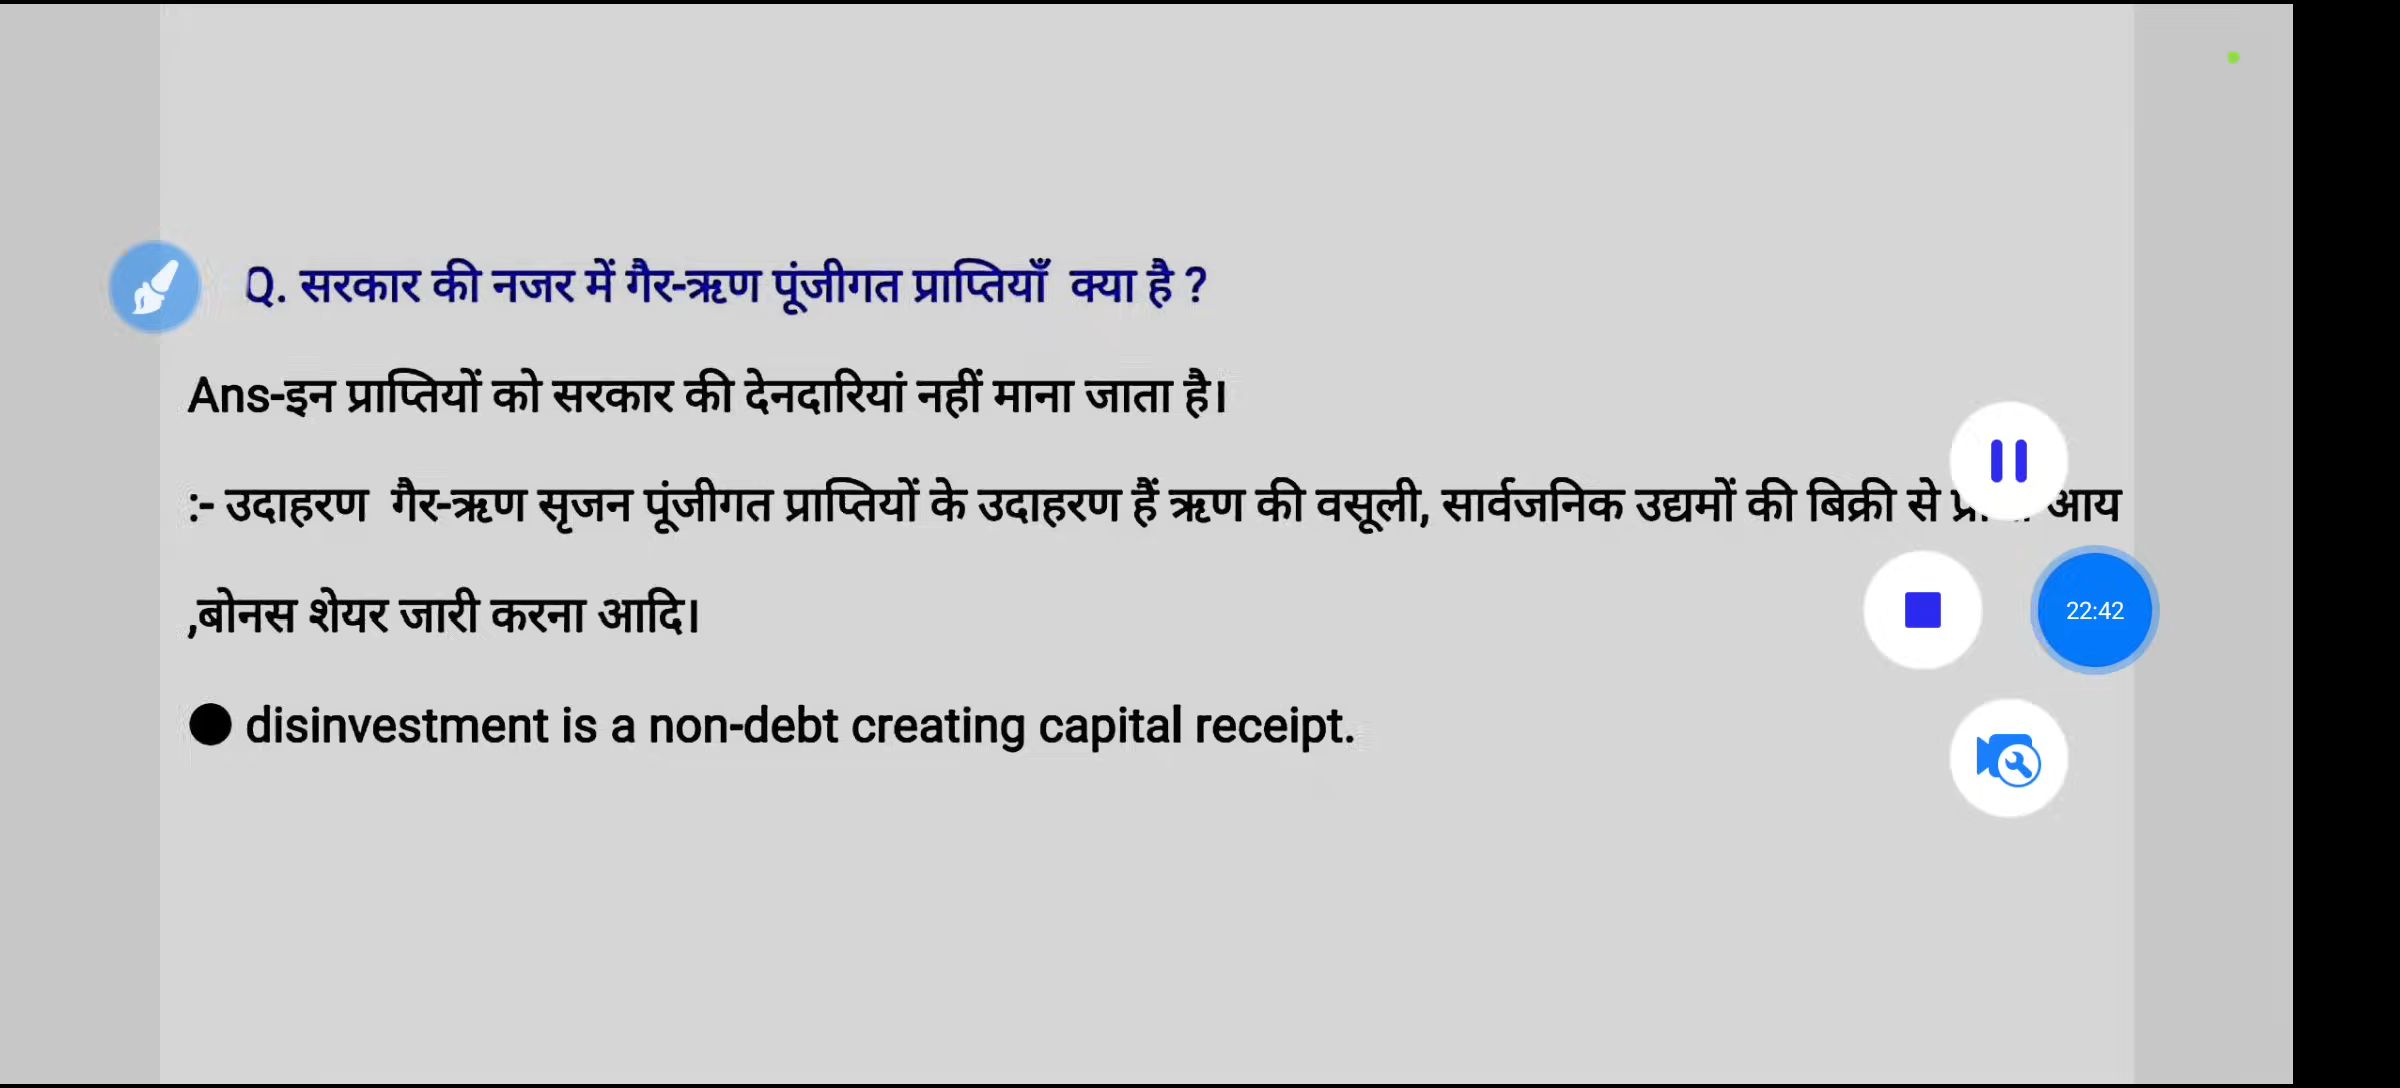 Q. सरकार की नजर में गैर-ऋण पूंजीगत प्राप्तियाँ क्या है ?
Ans-इन प्राप्तियों को सरकार की देनदारियां नहीं माना जाता है।
:- उदाहरण गैर-ऋण सृजन पूंजीगत प्राप्तियों के उदाहरण हैं ऋण की वसूली, सार्वजनिक उद्यमों की बिक्री से आय
,बोनस शेयर जारी करना आदि।
22:42
● disinvestment is a non-debt creating capital receipt.